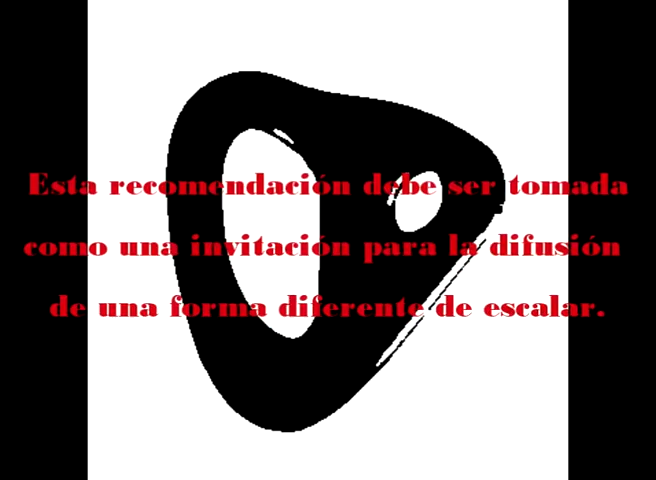 Esta recomendación debe ser tomada
como una invitación para la difusión
de una forma diferente de escalar.